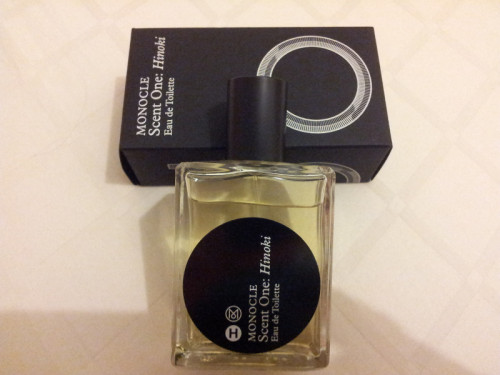 MONOCLE
Scent One: Hinoki
Eau de Toilette
H
MONOCLE
Scent One: Hinoki
Eau de Toilette